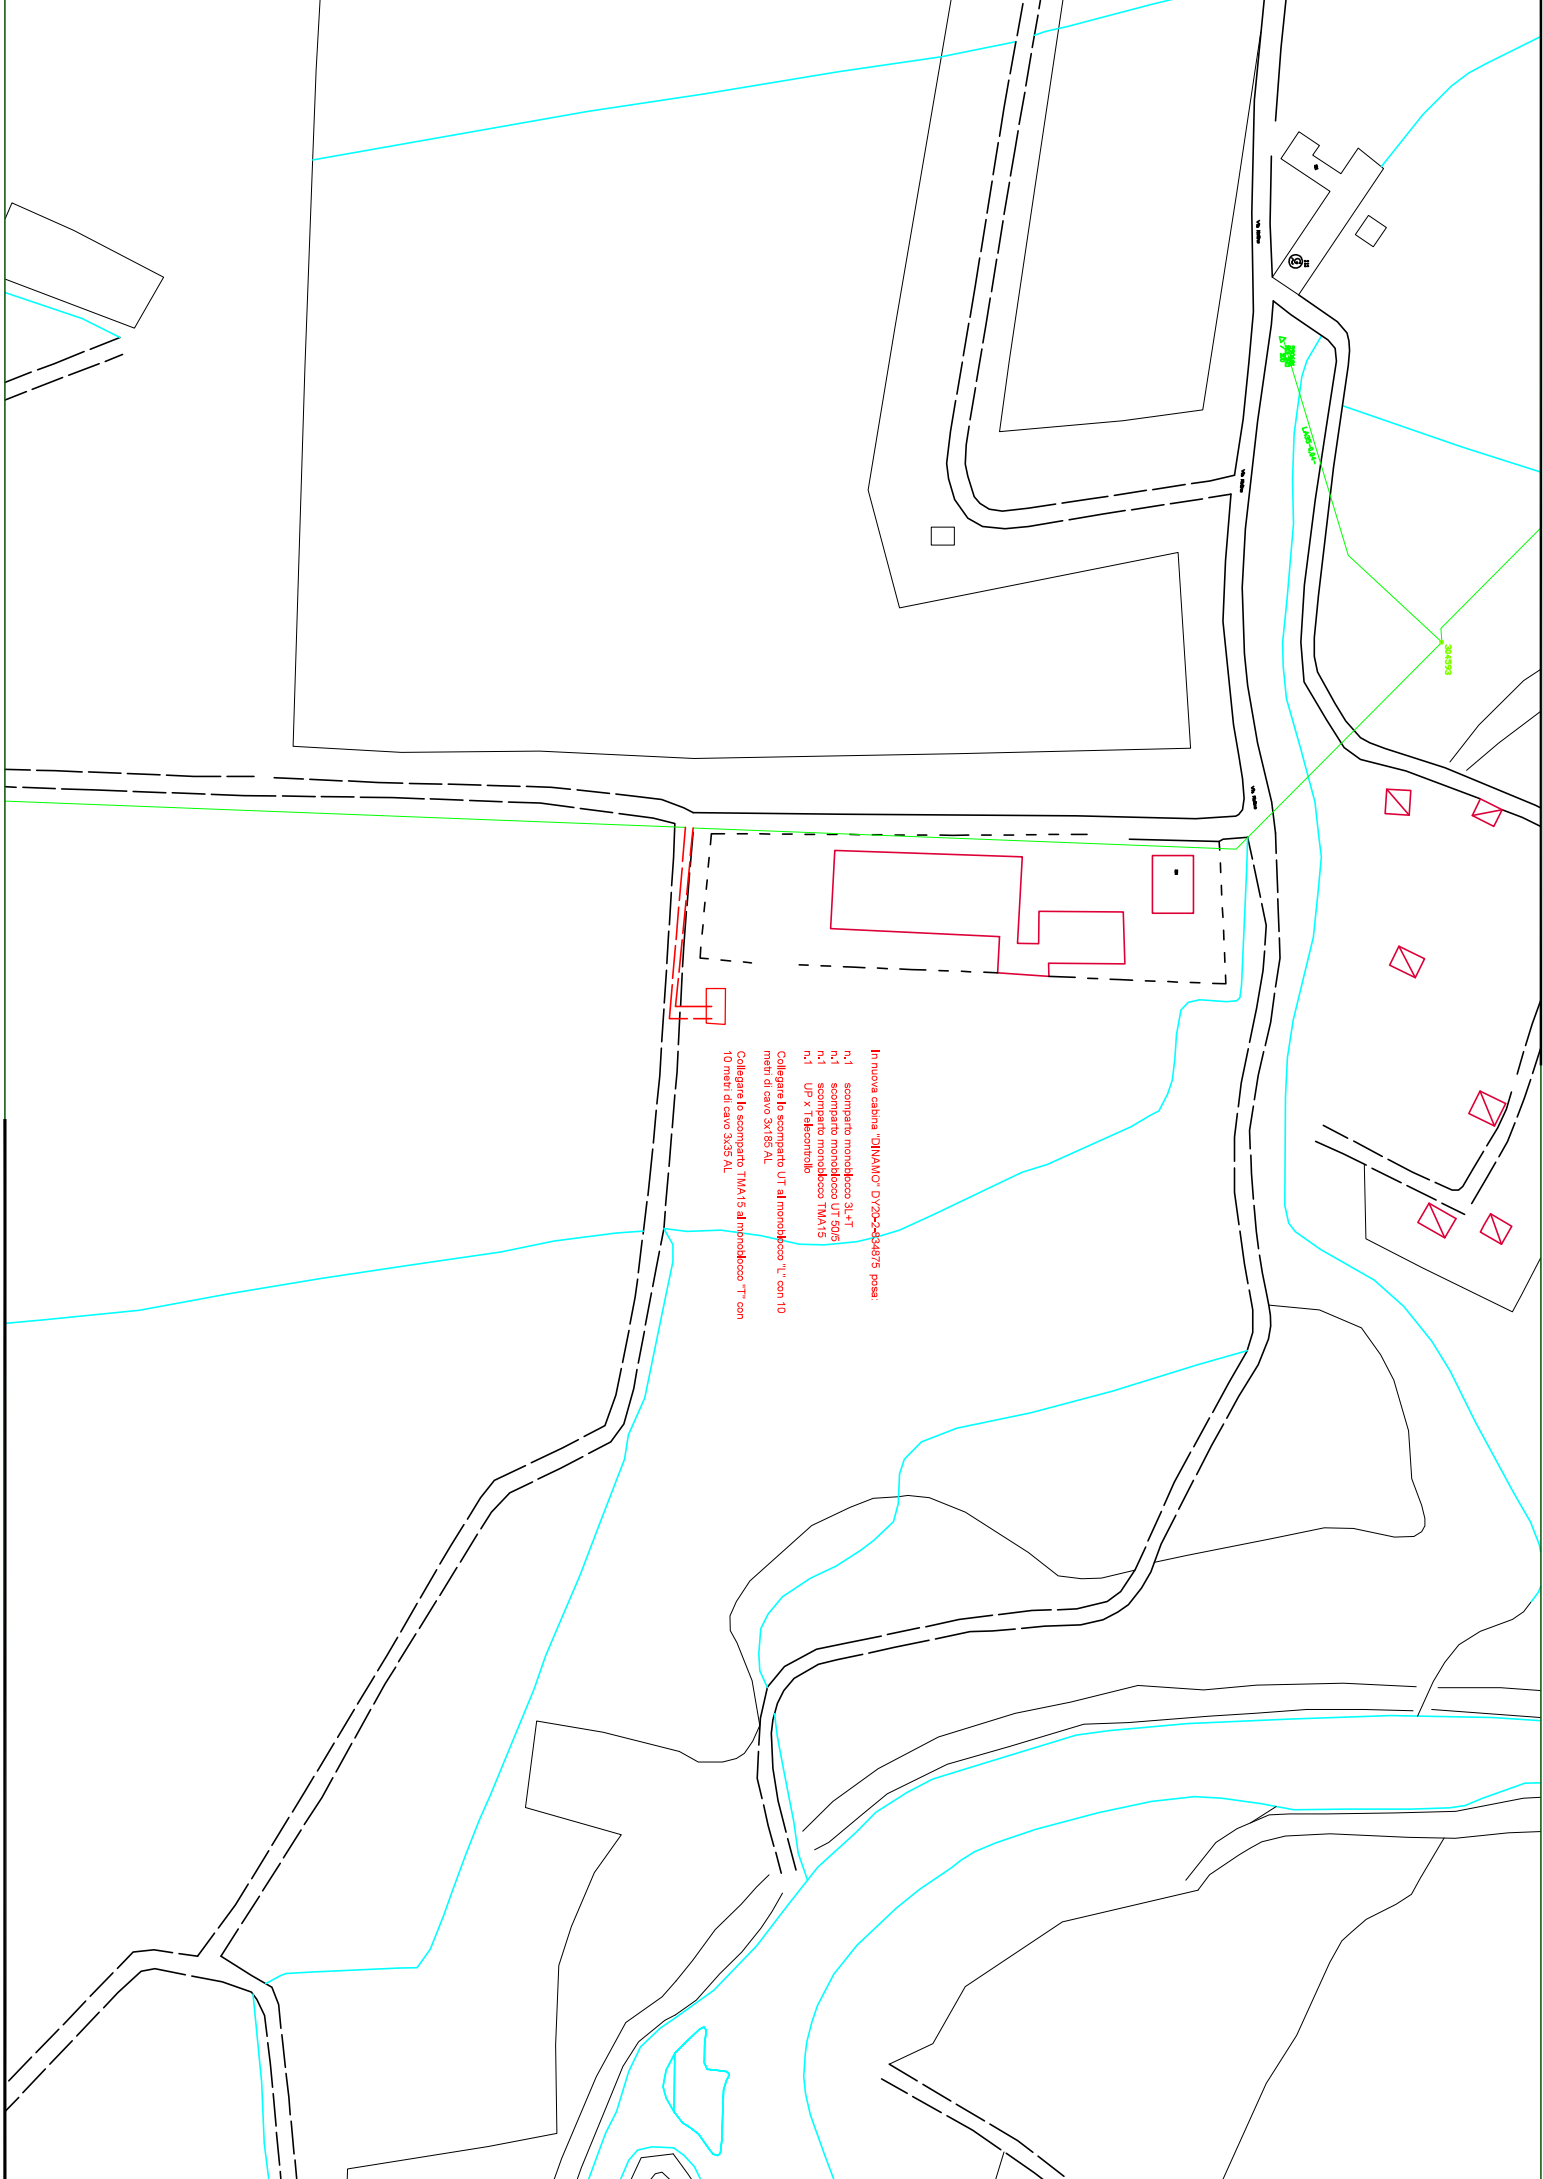 In nuova cabina "DINAMO" DY20-2-834875 posa:
n.1 scomparto monoblocco 3L+T
n.1 scomparto monoblocco UT 50/5
n.1 scomparto monoblocco TMA15
n.1 UP x Telecontrollo
Collegare lo scomparto UT al monoblocco "L" con 10
metri di cavo 3x185 AL
Collegare lo scomparto TMA15 al monoblocco "T" con
10 metri di cavo 3x35 AL
304593